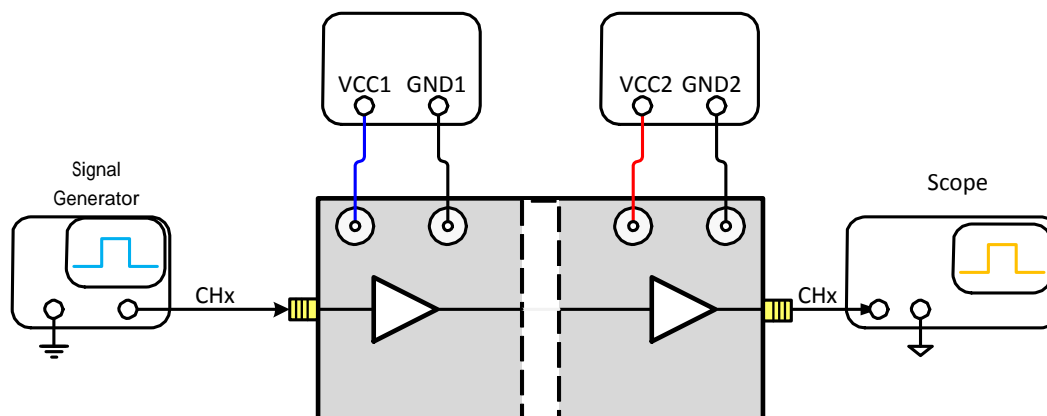 VCC1 GND1
VCC2 GND2
Signal
Generator
Scope
CHx
CHx